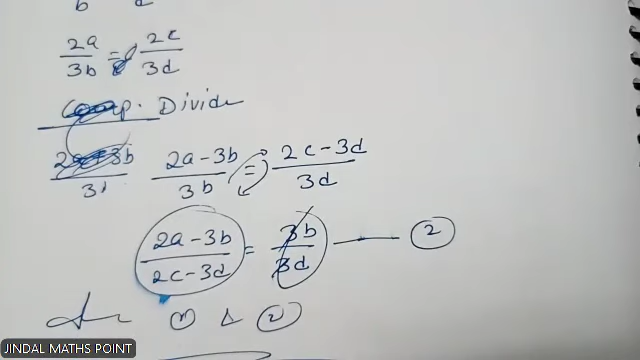 b d
2a/3b = 2c/3d
Divide
2a-3b/3b = 2c-3d/3d
2a-3b/2c-3d = 3b/3d — 2
2
JINDAL MATHS POINT